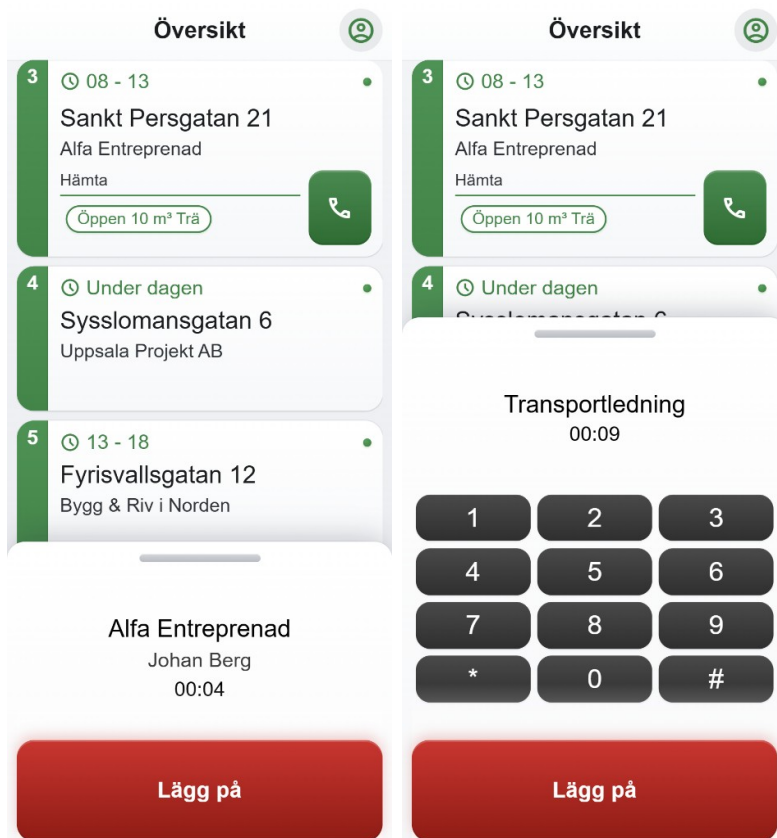 Översikt
3
08 - 13
Sankt Persgatan 21
Alfa Entreprenad
Hämta
Öppen 10 m³ Trä
4
Under dagen
Sysslomansgatan 6
Uppsala Projekt AB
5
13 - 18
Fyrisvallsgatan 12
Bygg & Riv i Norden
Alfa Entreprenad
Johan Berg
00:04
Lägg på
Översikt
3
08 - 13
Sankt Persgatan 21
Alfa Entreprenad
Hämta
Öppen 10 m³ Trä
4
Under dagen
Sysslomansgatan 6
Transportledning
00:09
1 2 3
4 5 6
7 8 9
* 0 #
Lägg på